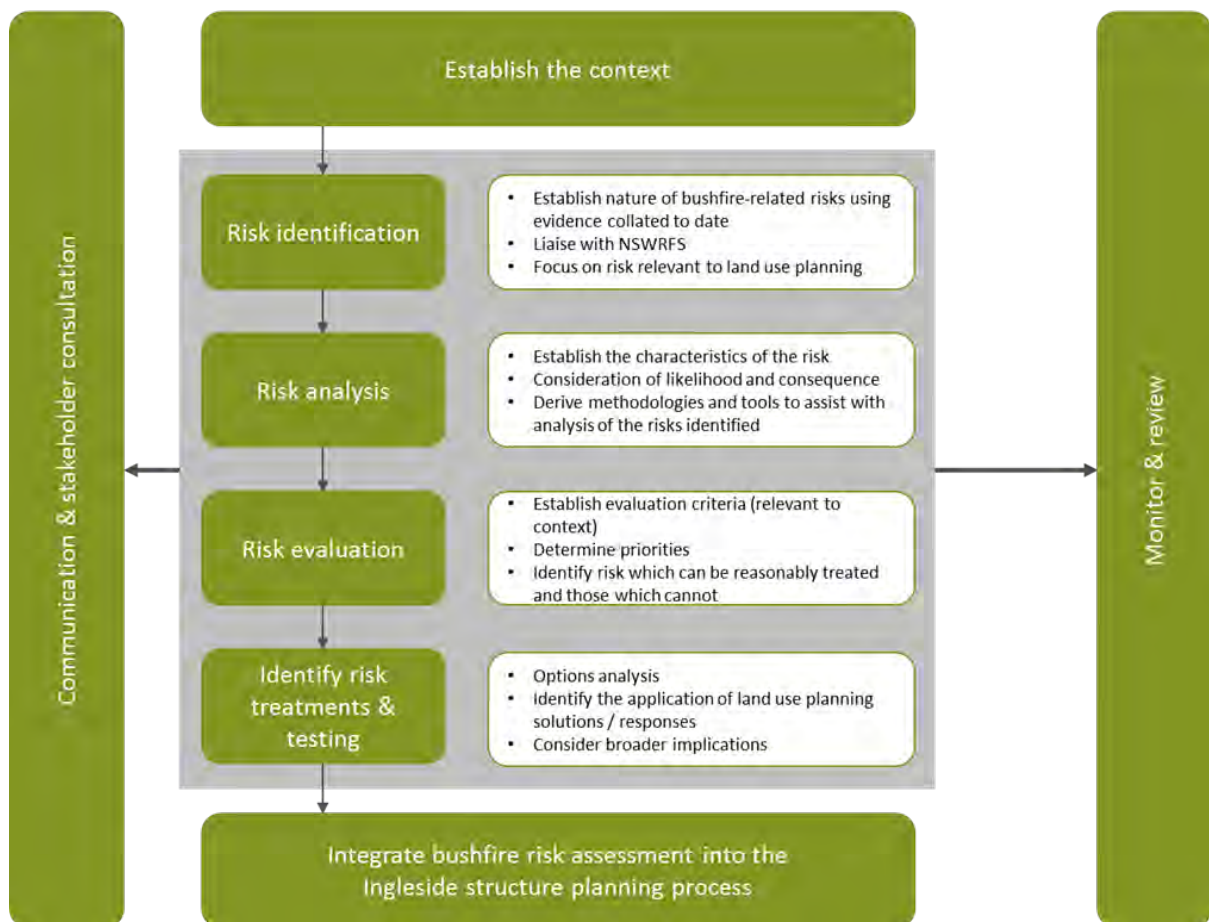 Establish the context
Communication & stakeholder consultation
Risk identification
• Establish nature of bushfire-related risks using
evidence collated to date
• Liaise with NSWRFS
• Focus on risk relevant to land use planning
Risk analysis
• Establish the characteristics of the risk
• Consideration of likelihood and consequence
• Derive methodologies and tools to assist with
analysis of the risks identified
Risk evaluation
• Establish evaluation criteria (relevant to
context)
• Determine priorities
• Identify risk which can be reasonably treated
and those which cannot
Identify risk
treatments &
testing
• Options analysis
• Identify the application of land use planning
solutions / responses
• Consider broader implications
Integrate bushfire risk assessment into the
Ingleside structure planning process
Monitor & review